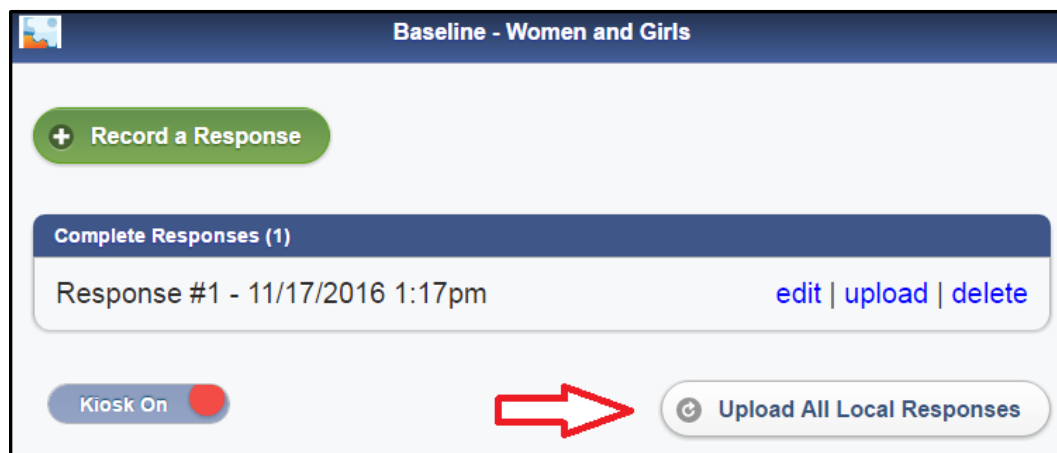 Baseline - Women and Girls
Record a Response
Complete Responses (1)
Response #1 - 11/17/2016 1:17pm edit | upload | delete
Kiosk On Upload All Local Responses